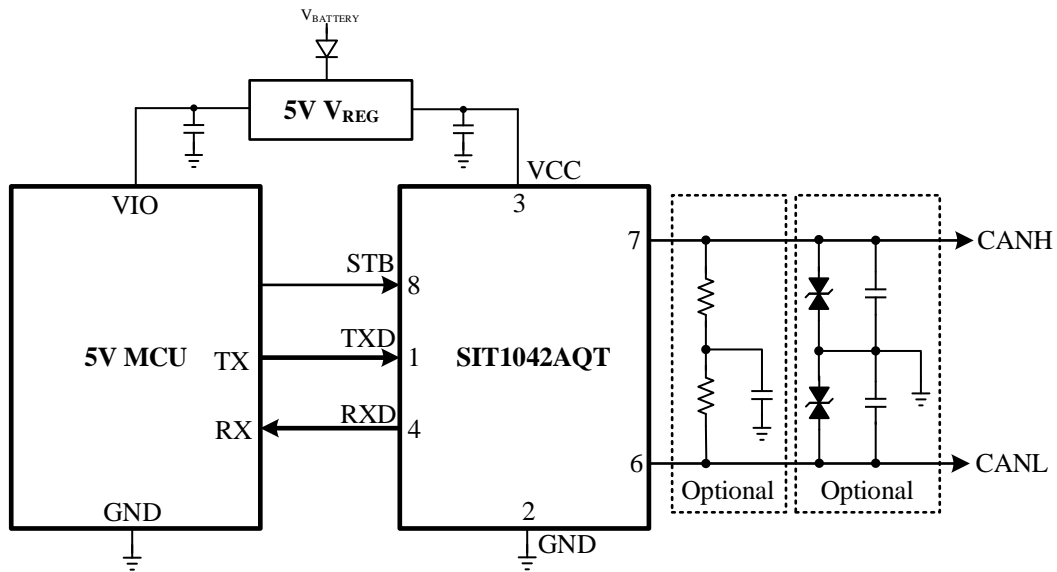 VBATTERY
5V VREG
VCC
VIO
3
7
CANH
STB
8
TXD
5V MCU
TX
1
SIT1042AQT
RXD
RX
4
6
CANL
Optional
Optional
GND
2
GND